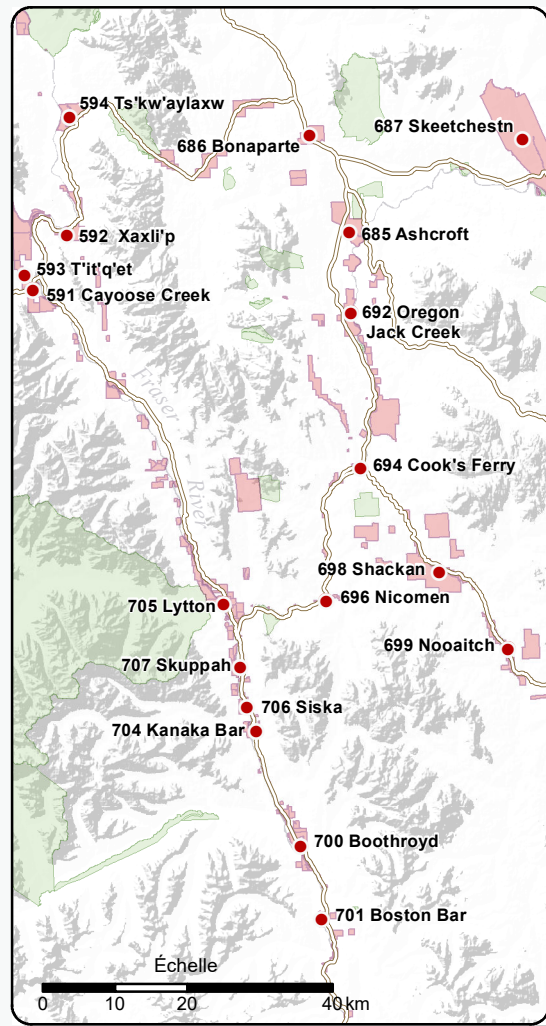 594 Ts'kw'aylaxw
687 Skeetchestn
686 Bonaparte
685 Ashcroft
592 Xaxli'p
593 T'it'q'et
591 Cayoose Creek
692 Oregon
Jack Creek
Fraser
River
694 Cook's Ferry
698 Shackan
696 Nicomen
705 Lytton
699 Nooaitch
707 Skuppah
706 Siska
704 Kanaka Bar
700 Boothroyd
701 Boston Bar
Échelle
0 10 20 40 km